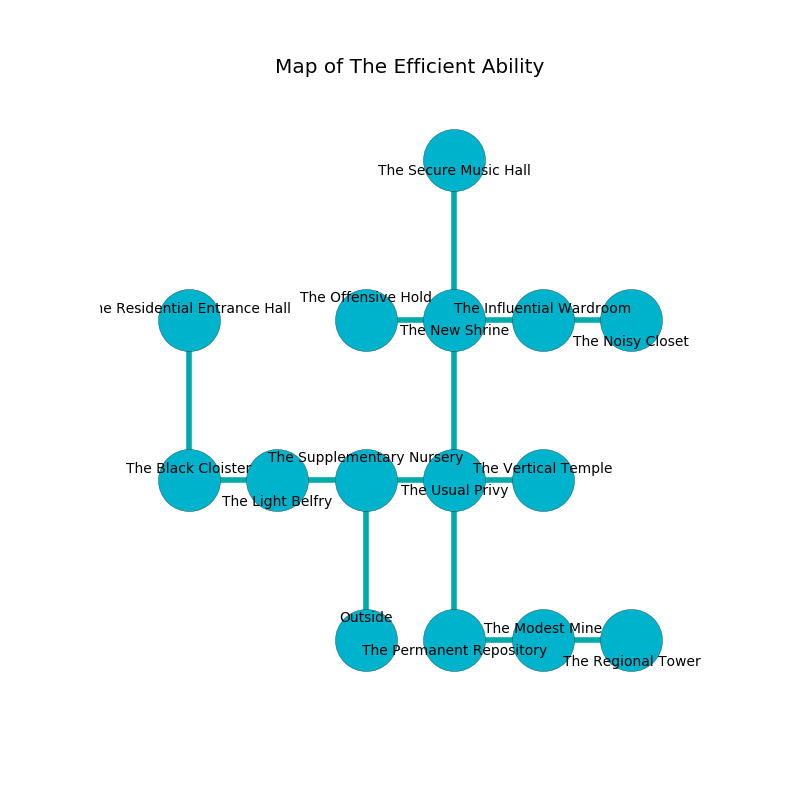 Map of The Efficient Ability
The Secure Music Hall
The Offensive Hold
ne Residential Entrance Hall
The Influential Wardroom
The New Shrine
The Noisy Closet
The Supplementary Nursery
The Black Cloister
The Vertical Temple
The Usual Privy
The Light Belfry
Outside
The Modest Mine
The Permanent Repository
The Regional Tower